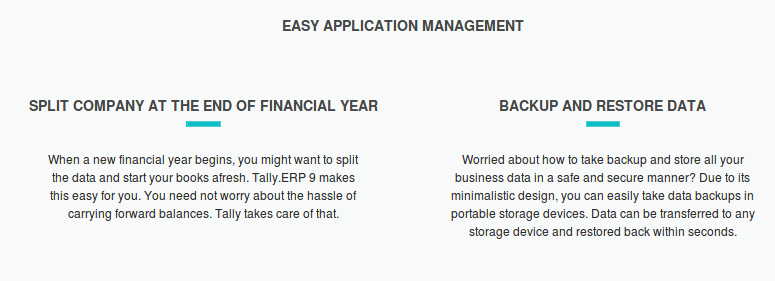 EASY APPLICATION MANAGEMENT
SPLIT COMPANY AT THE END OF FINANCIAL YEAR
When a new financial year begins, you might want to split
the data and start your books afresh. Tally.ERP 9 makes
this easy for you. You need not worry about the hassle of
carrying forward balances. Tally takes care of that.
BACKUP AND RESTORE DATA
Worried about how to take backup and store all your
business data in a safe and secure manner? Due to its
minimalistic design, you can easily take data backups in
portable storage devices. Data can be transferred to any
storage device and restored back within seconds.